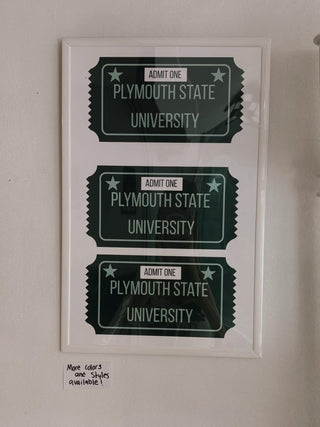 ADMIT ONE
PLYMOUTH STATE
UNIVERSITY
ADMIT ONE
PLYMOUTH STATE
UNIVERSITY
ADMIT ONE
PLYMOUTH STATE
UNIVERSITY
More colors
and styles
available!